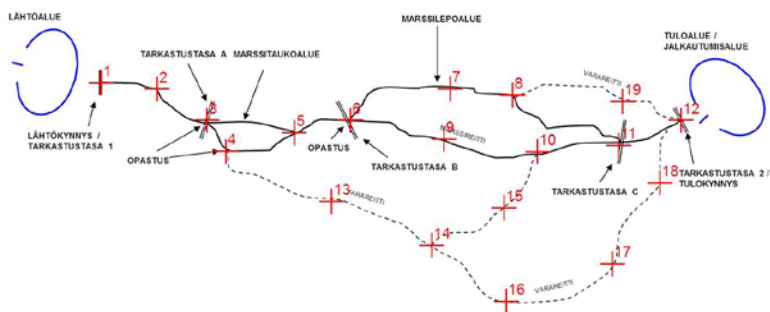 LÄHTÖALUE
MARSSILEPOALUE
TULOALUE /
JALKAUTUMISALUE
TARKASTUSTASA A
MARSSITAUKOALUE
1
2
3
4
5
6
7
8
VARAREITTI
19
12
LÄHTÖKYNNYS /
TARKASTUSTASA 1
OPASTUS
OPASTUS
9
MARSSIREITTI
10
11
TARKASTUSTASA B
TARKASTUSTASA C
TARKASTUSTASA 2 /
TULOKYNNYS
18
13
VARAREITTI
15
14
17
16
VARAREITTI